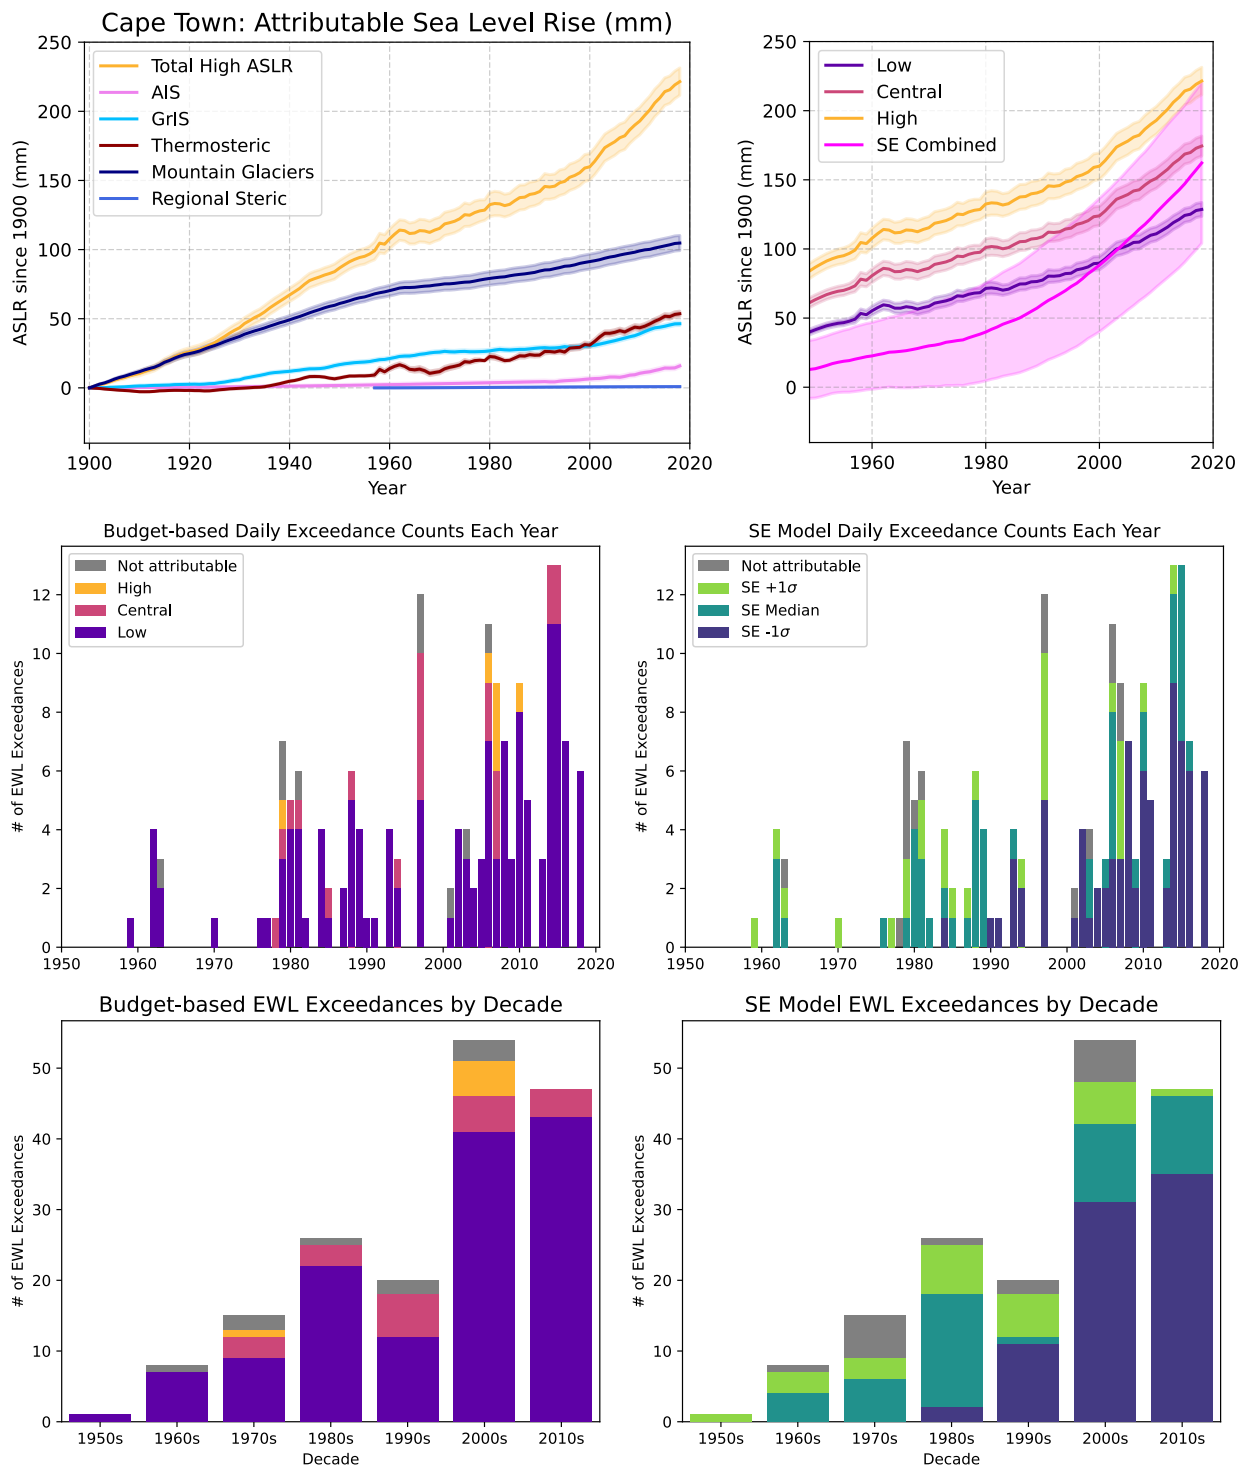 Cape Town: Attributable Sea Level Rise (mm)
250
200
150
100
50
0
ASLR since 1900 (mm)
Total High ASLR
AIS
GrIS
Thermosteric
Mountain Glaciers
Regional Steric
1900
1920
1940
1960
1980
2000
2020
Year
250
200
150
100
50
0
ASLR since 1900 (mm)
Low
Central
High
SE Combined
1960
1980
2000
2020
Year
Budget-based Daily Exceedance Counts Each Year
12
10
8
6
4
2
0
# of EWL Exceedances
Not attributable
High
Central
Low
1950
1960
1970
1980
1990
2000
2010
2020
SE Model Daily Exceedance Counts Each Year
12
10
8
6
4
2
0
# of EWL Exceedances
Not attributable
SE +1σ
SE Median
SE -1σ
1950
1960
1970
1980
1990
2000
2010
2020
Budget-based EWL Exceedances by Decade
50
40
30
20
10
0
# of EWL Exceedances
1950s
1960s
1970s
1980s
1990s
2000s
2010s
Decade
SE Model EWL Exceedances by Decade
50
40
30
20
10
0
# of EWL Exceedances
1950s
1960s
1970s
1980s
1990s
2000s
2010s
Decade